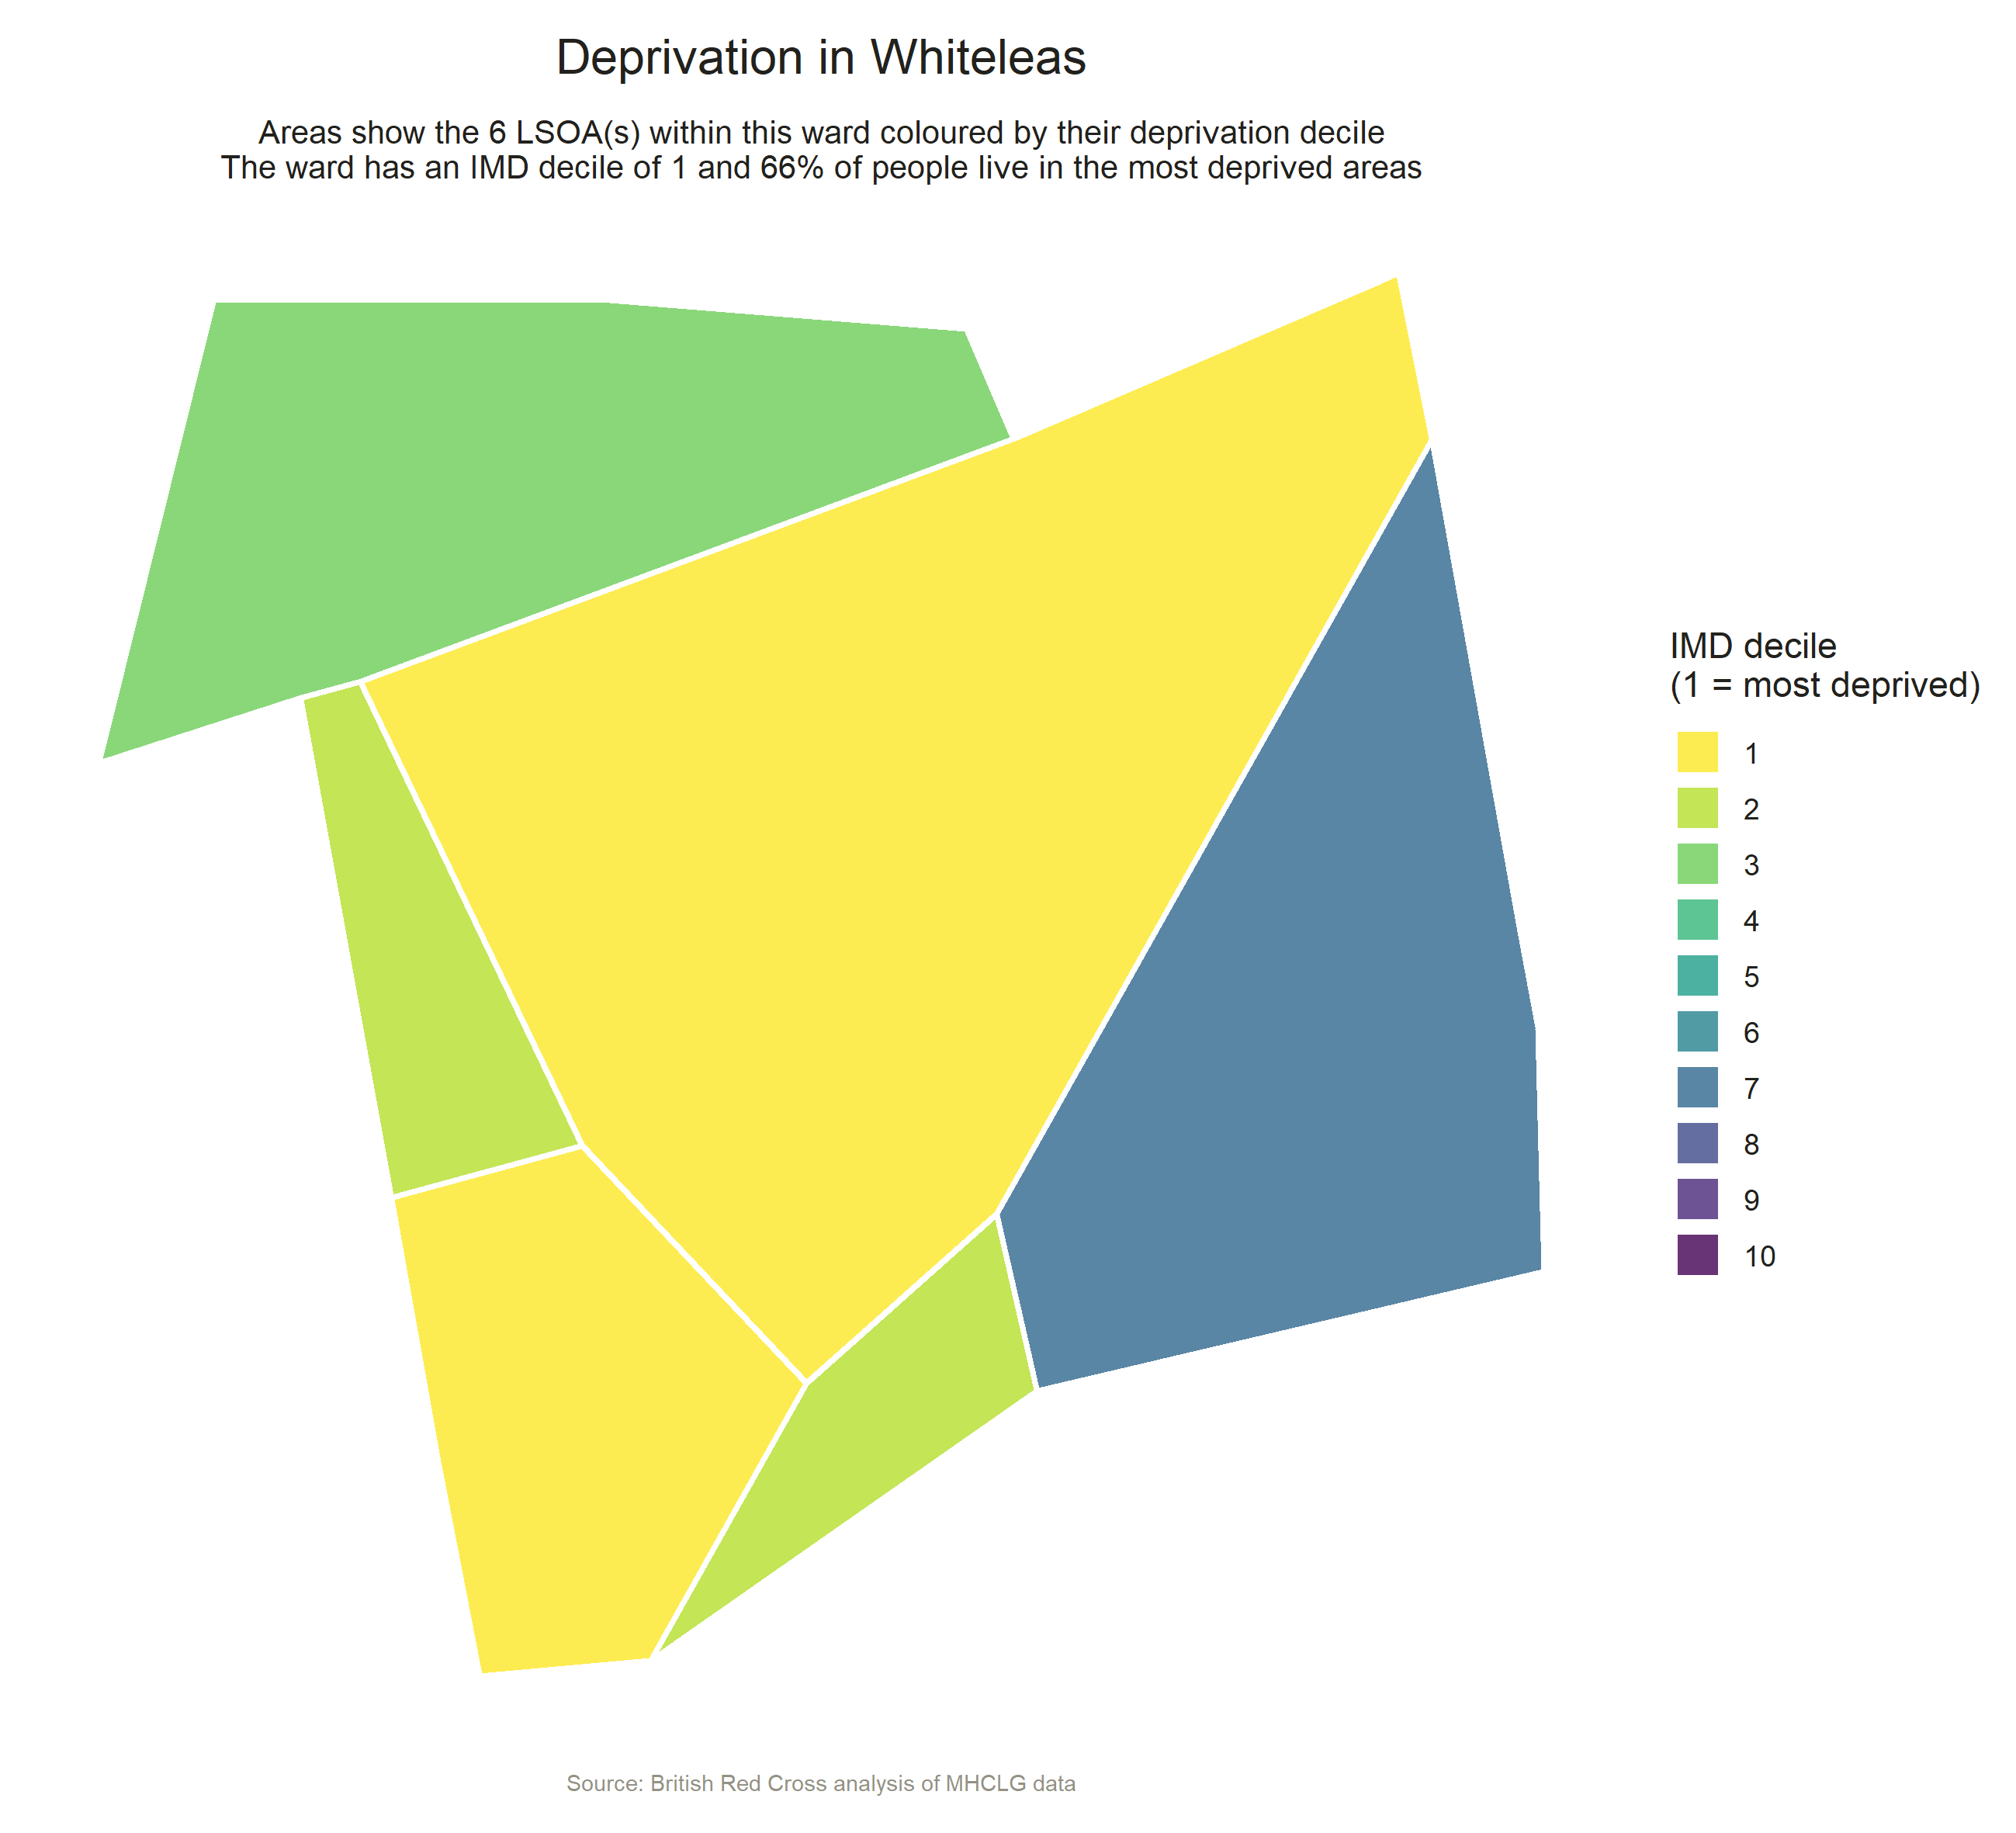 Deprivation in Whiteleas
Areas show the 6 LSOA(s) within this ward coloured by their deprivation decile
The ward has an IMD decile of 1 and 66% of people live in the most deprived areas
IMD decile
(1 = most deprived)
1
2
3
4
5
6
7
8
9
10
Source: British Red Cross analysis of MHCLG data